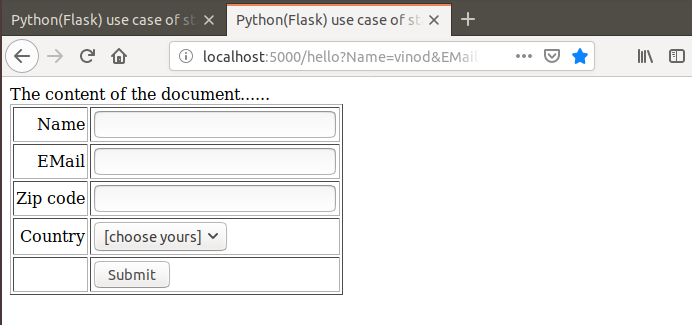 Python(Flask) use case of st
Python(Flask) use case of st
localhost:5000/hello?Name=vinod&EMail
The content of the document......
Name
EMail
Zip code
Country [choose yours]
Submit